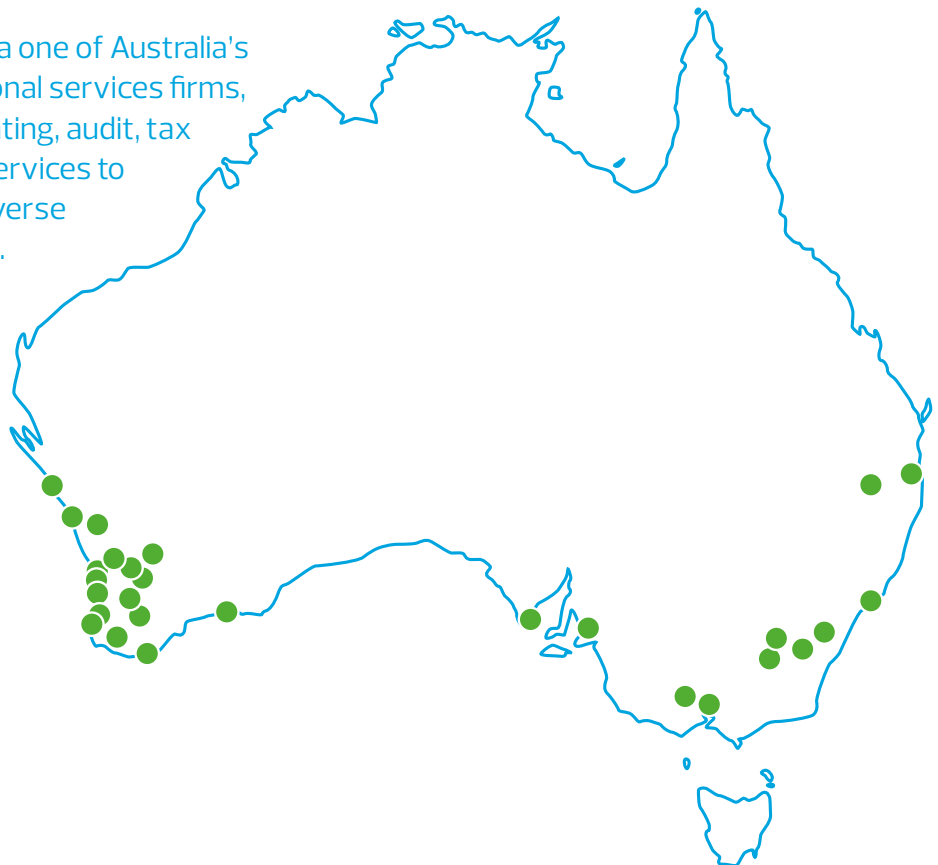 a one of Australia's
onal services firms,
ting, audit, tax
ervices to
verse
.